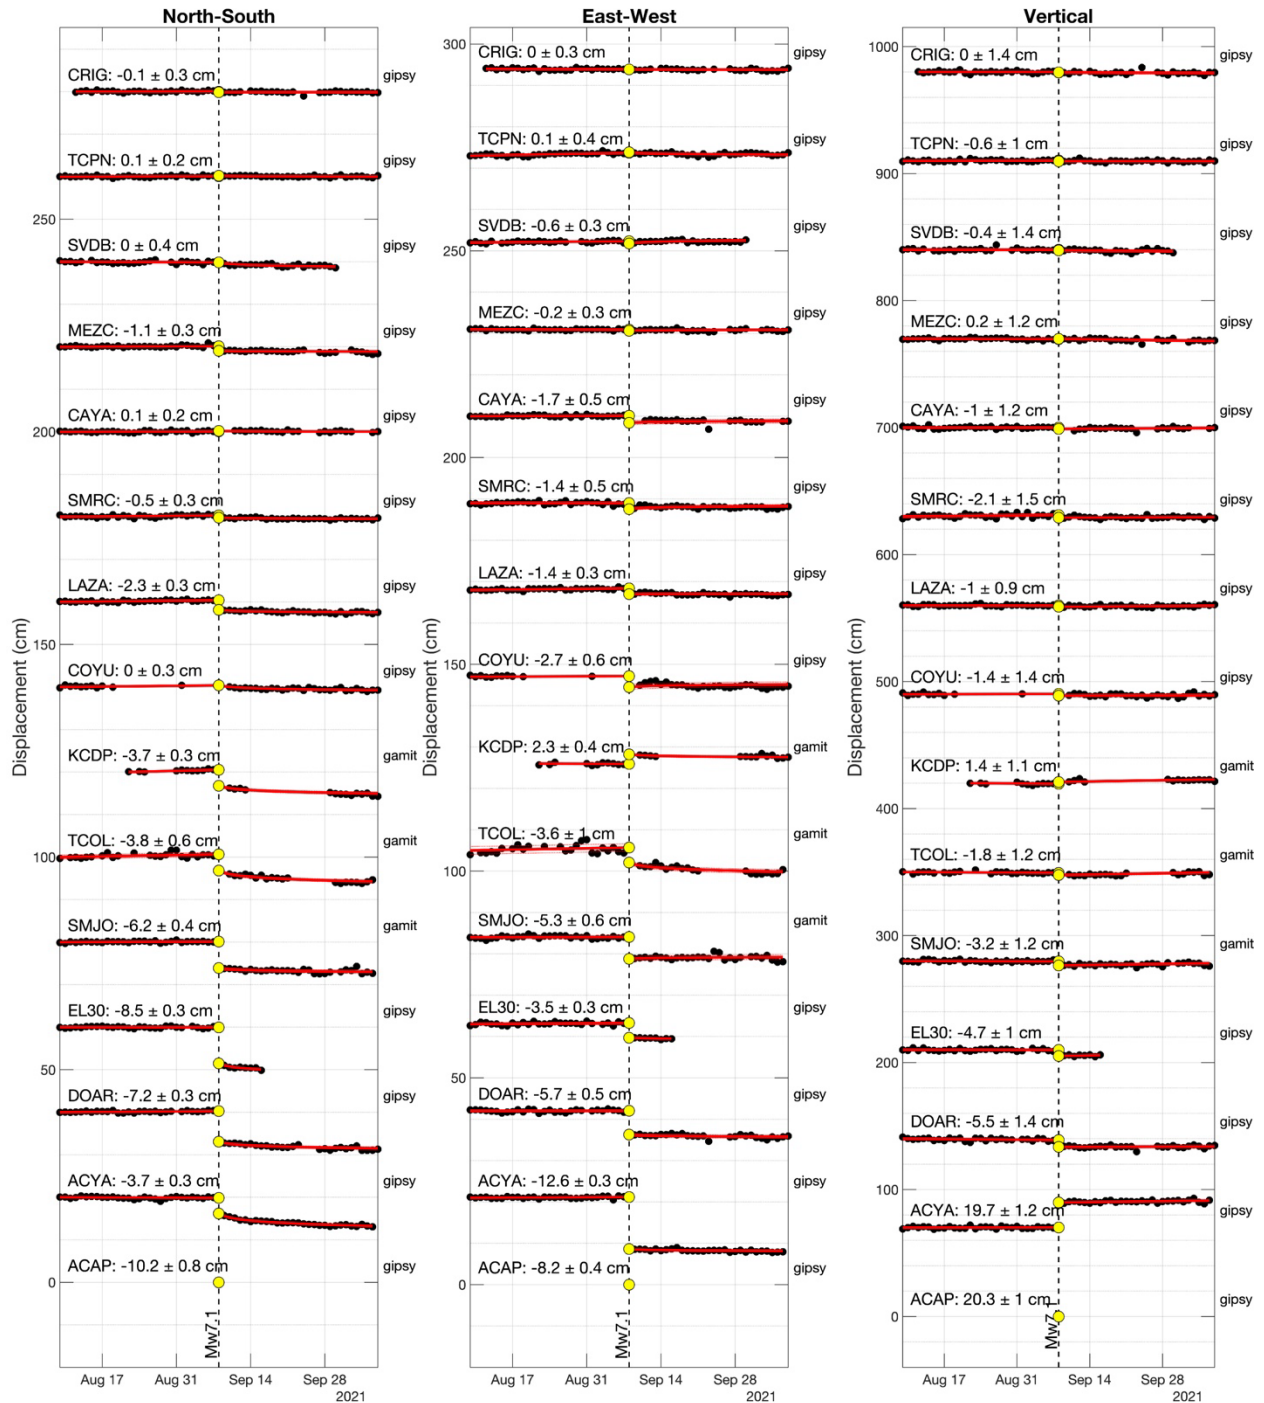 North-South
CRIG: -0.1 ± 0.3 cm
gipsy
TCPN: 0.1 ± 0.2 cm
gipsy
250
SVDB: 0 ± 0.4 cm
gipsy
MEZC: -1.1 ± 0.3 cm
gipsy
CAYA: 0.1 ± 0.2 cm
gipsy
200
SMRC: -0.5 ± 0.3 cm
gipsy
LAZA: -2.3 ± 0.3 cm
gipsy
150
COYU: 0 ± 0.3 cm
gipsy
Displacement (cm)
KCDP: -3.7 ± 0.3 cm
gamit
TCOL: -3.8 ± 0.6 cm
gamit
100
SMJO: -6.2 ± 0.4 cm
gamit
EL30: -8.5 ± 0.3 cm
gipsy
50
DOAR: -7.2 ± 0.3 cm
gipsy
ACYA: -3.7 ± 0.3 cm
gipsy
ACAP: -10.2 ± 0.8 cm
gipsy
0
Mw7.1
Aug 17
Aug 31
Sep 14
Sep 28
2021
East-West
300
CRIG: 0 ± 0.3 cm
gipsy
TCPN: 0.1 ± 0.4 cm
gipsy
SVDB: -0.6 ± 0.3 cm
gipsy
250
MEZC: -0.2 ± 0.3 cm
gipsy
CAYA: -1.7 ± 0.5 cm
gipsy
200
SMRC: -1.4 ± 0.5 cm
gipsy
LAZA: -1.4 ± 0.3 cm
gipsy
COYU: -2.7 ± 0.6 cm
gipsy
150
Displacement (cm)
KCDP: 2.3 ± 0.4 cm
gamit
TCOL: -3.6 ± 1 cm
gamit
100
SMJO: -5.3 ± 0.6 cm
gamit
EL30: -3.5 ± 0.3 cm
gipsy
50
DOAR: -5.7 ± 0.5 cm
gipsy
ACYA: -12.6 ± 0.3 cm
gipsy
ACAP: -8.2 ± 0.4 cm
gipsy
0
Mw7.1
Aug 17
Aug 31
Sep 14
Sep 28
2021
Vertical
1000
CRIG: 0 ± 1.4 cm
gipsy
TCPN: -0.6 ± 1 cm
gipsy
900
SVDB: -0.4 ± 1.4 cm
gipsy
800
MEZC: 0.2 ± 1.2 cm
gipsy
CAYA: -1 ± 1.2 cm
gipsy
700
SMRC: -2.1 ± 1.5 cm
gipsy
600
LAZA: -1 ± 0.9 cm
gipsy
COYU: -1.4 ± 1.4 cm
gipsy
500
Displacement (cm)
KCDP: 1.4 ± 1.1 cm
gamit
400
TCOL: -1.8 ± 1.2 cm
gamit
300
SMJO: -3.2 ± 1.2 cm
gamit
EL30: -4.7 ± 1 cm
gipsy
200
DOAR: -5.5 ± 1.4 cm
gipsy
100
ACYA: 19.7 ± 1.2 cm
gipsy
ACAP: 20.3 ± 1 cm
gipsy
0
Aug 17
Aug 31
Sep 14
Sep 28
2021